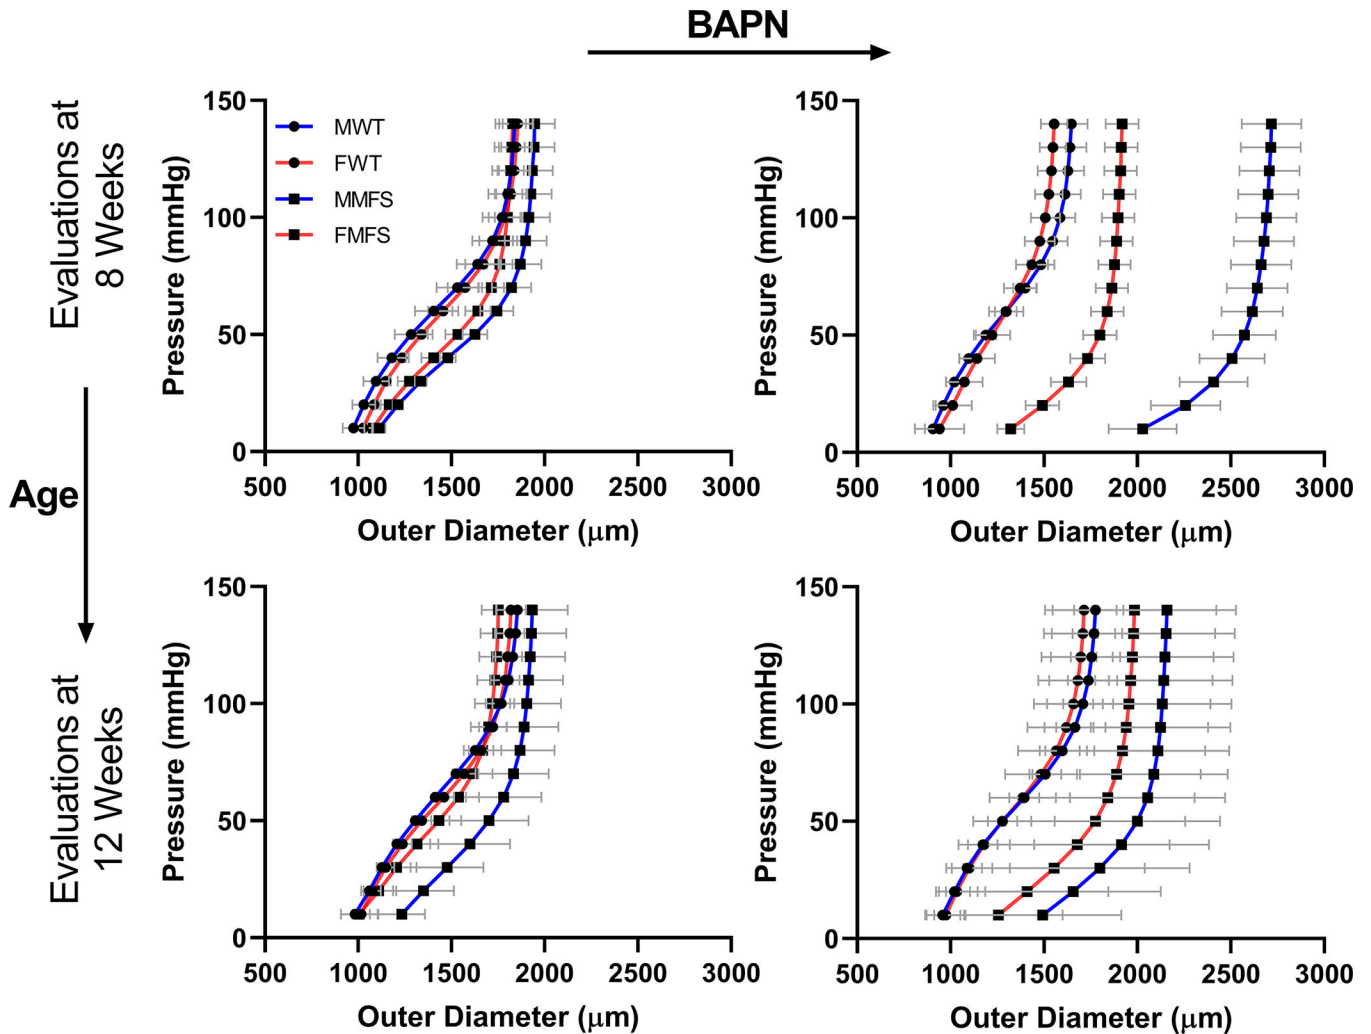 BAPN
Evaluations at
8 Weeks
Age
Evaluations at
12 Weeks
150
100
50
0
Pressure (mmHg)
MWT
FWT
MMFS
FMFS
500 1000 1500 2000 2500 3000
Outer Diameter (μm)
150
100
50
0
Pressure (mmHg)
500 1000 1500 2000 2500 3000
Outer Diameter (μm)
150
100
50
0
Pressure (mmHg)
500 1000 1500 2000 2500 3000
Outer Diameter (μm)
150
100
50
0
Pressure (mmHg)
500 1000 1500 2000 2500 3000
Outer Diameter (μm)